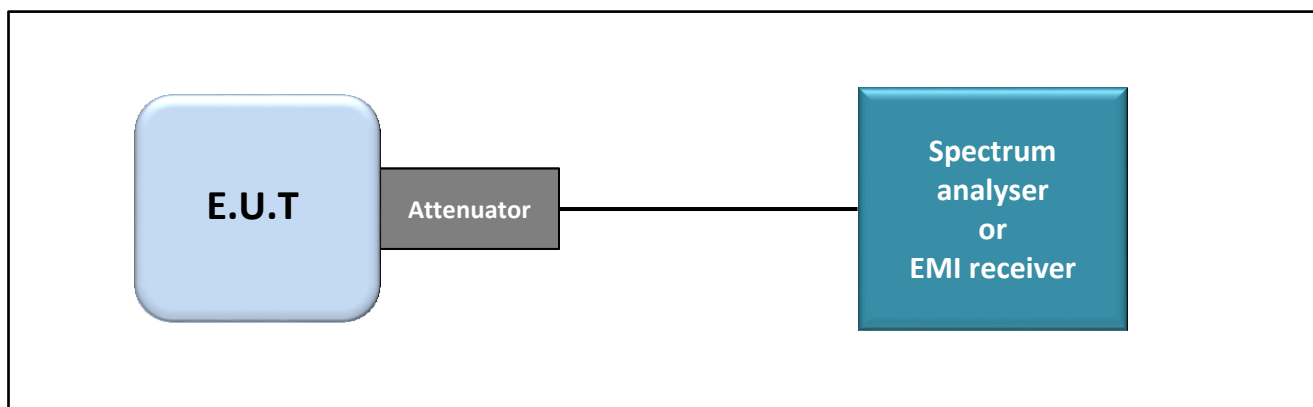 E.U.T
Attenuator
Spectrum
analyser
or
EMI receiver